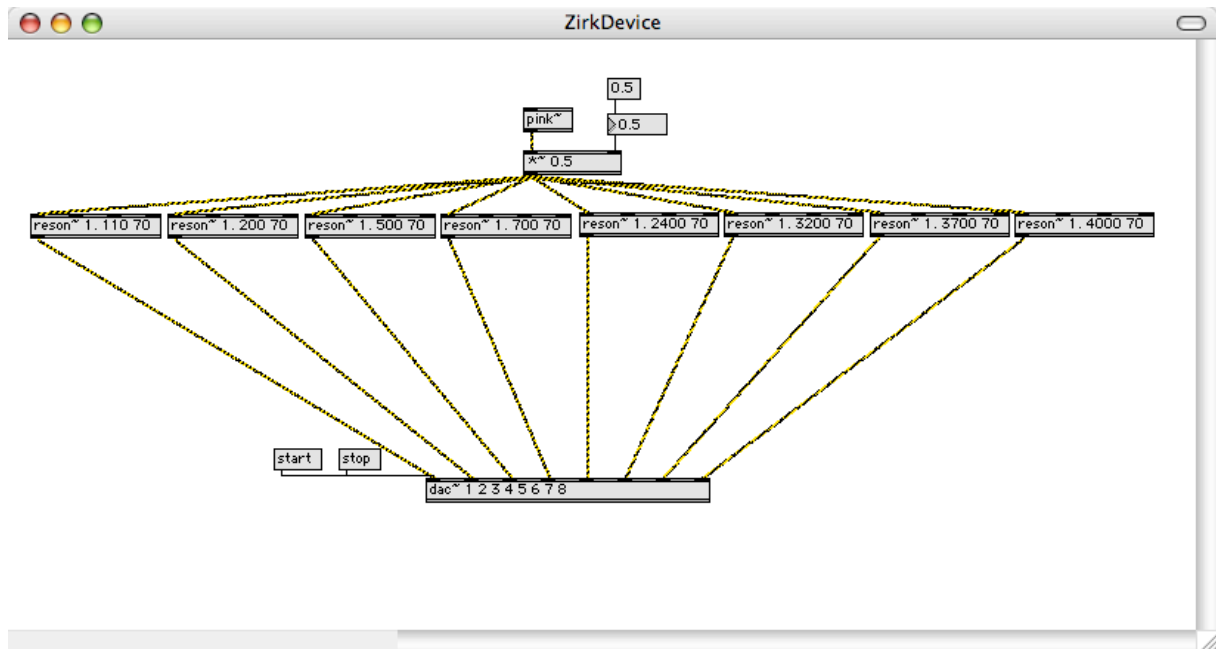 ZirkDevice
0.5
pink~
0.5
*~ 0.5
reson~ 1. 110 70
reson~ 1. 200 70
reson~ 1. 500 70
reson~ 1. 700 70
reson~ 1. 2400 70
reson~ 1. 3200 70
reson~ 1. 3700 70
reson~ 1. 4000 70
start
stop
dac~ 1 2 3 4 5 6 7 8